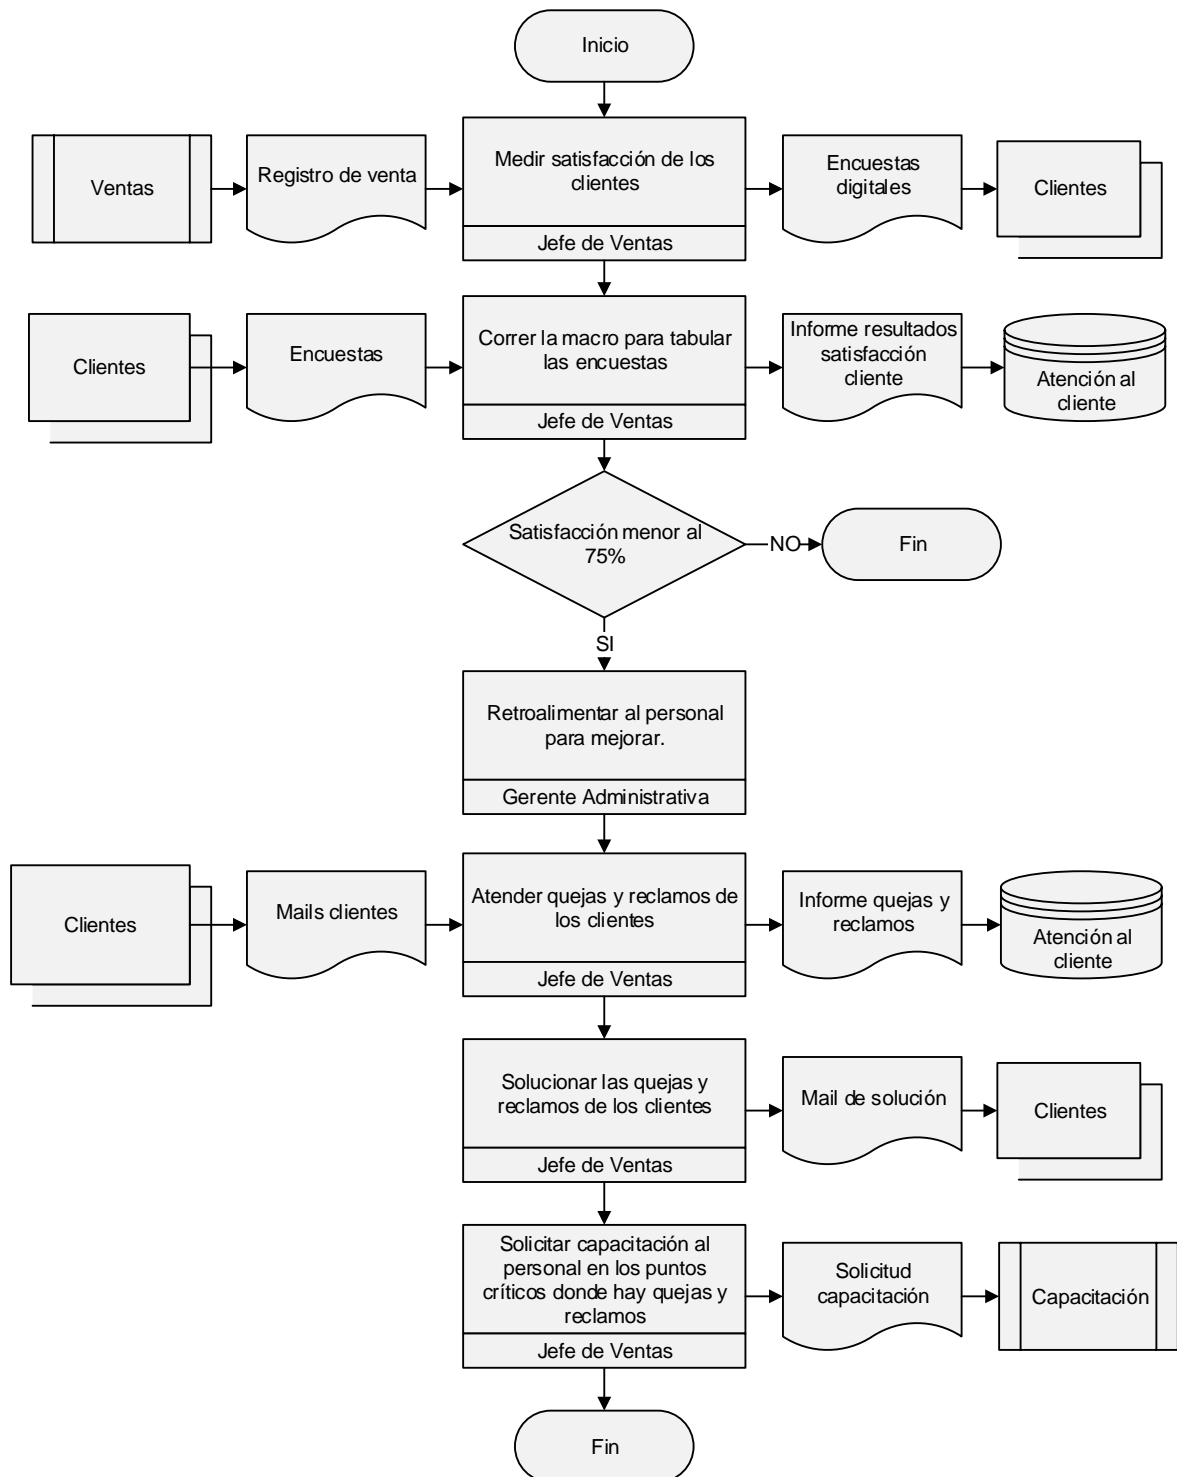 Inicio
Ventas
Registro de venta
Medir satisfacción de los
clientes
Jefe de Ventas
Encuestas
digitales
Clientes
Clientes
Encuestas
Correr la macro para tabular
las encuestas
Jefe de Ventas
Informe resultados
satisfacción
cliente
Atención al
cliente
Satisfacción menor al
75%
NO
Fin
SI
Retroalimentar al personal
para mejorar.
Gerente Administrativa
Clientes
Mails clientes
Atender quejas y reclamos de
los clientes
Jefe de Ventas
Informe quejas y
reclamos
Atención al
cliente
Solucionar las quejas y
reclamos de los clientes
Jefe de Ventas
Mail de solución
Clientes
Solicitar capacitación al
personal en los puntos
críticos donde hay quejas y
reclamos
Jefe de Ventas
Solicitud
capacitación
Capacitación
Fin